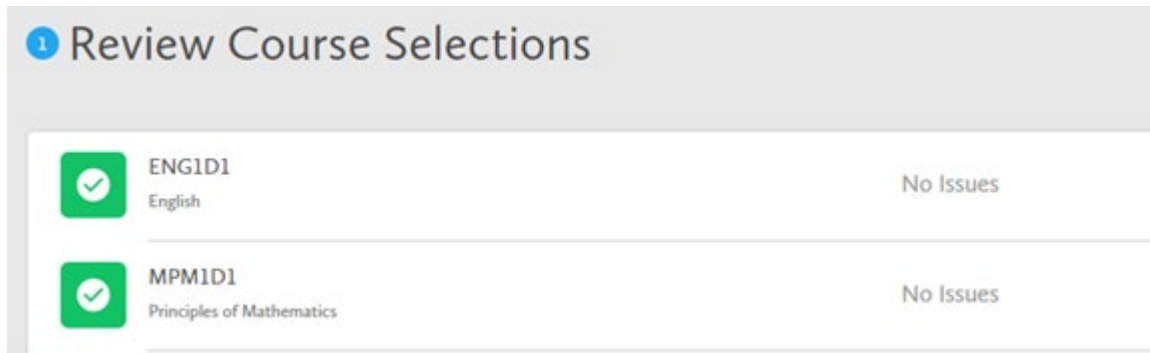 1 Review Course Selections
ENG1D1
English
No Issues
MPM1D1
Principles of Mathematics
No Issues